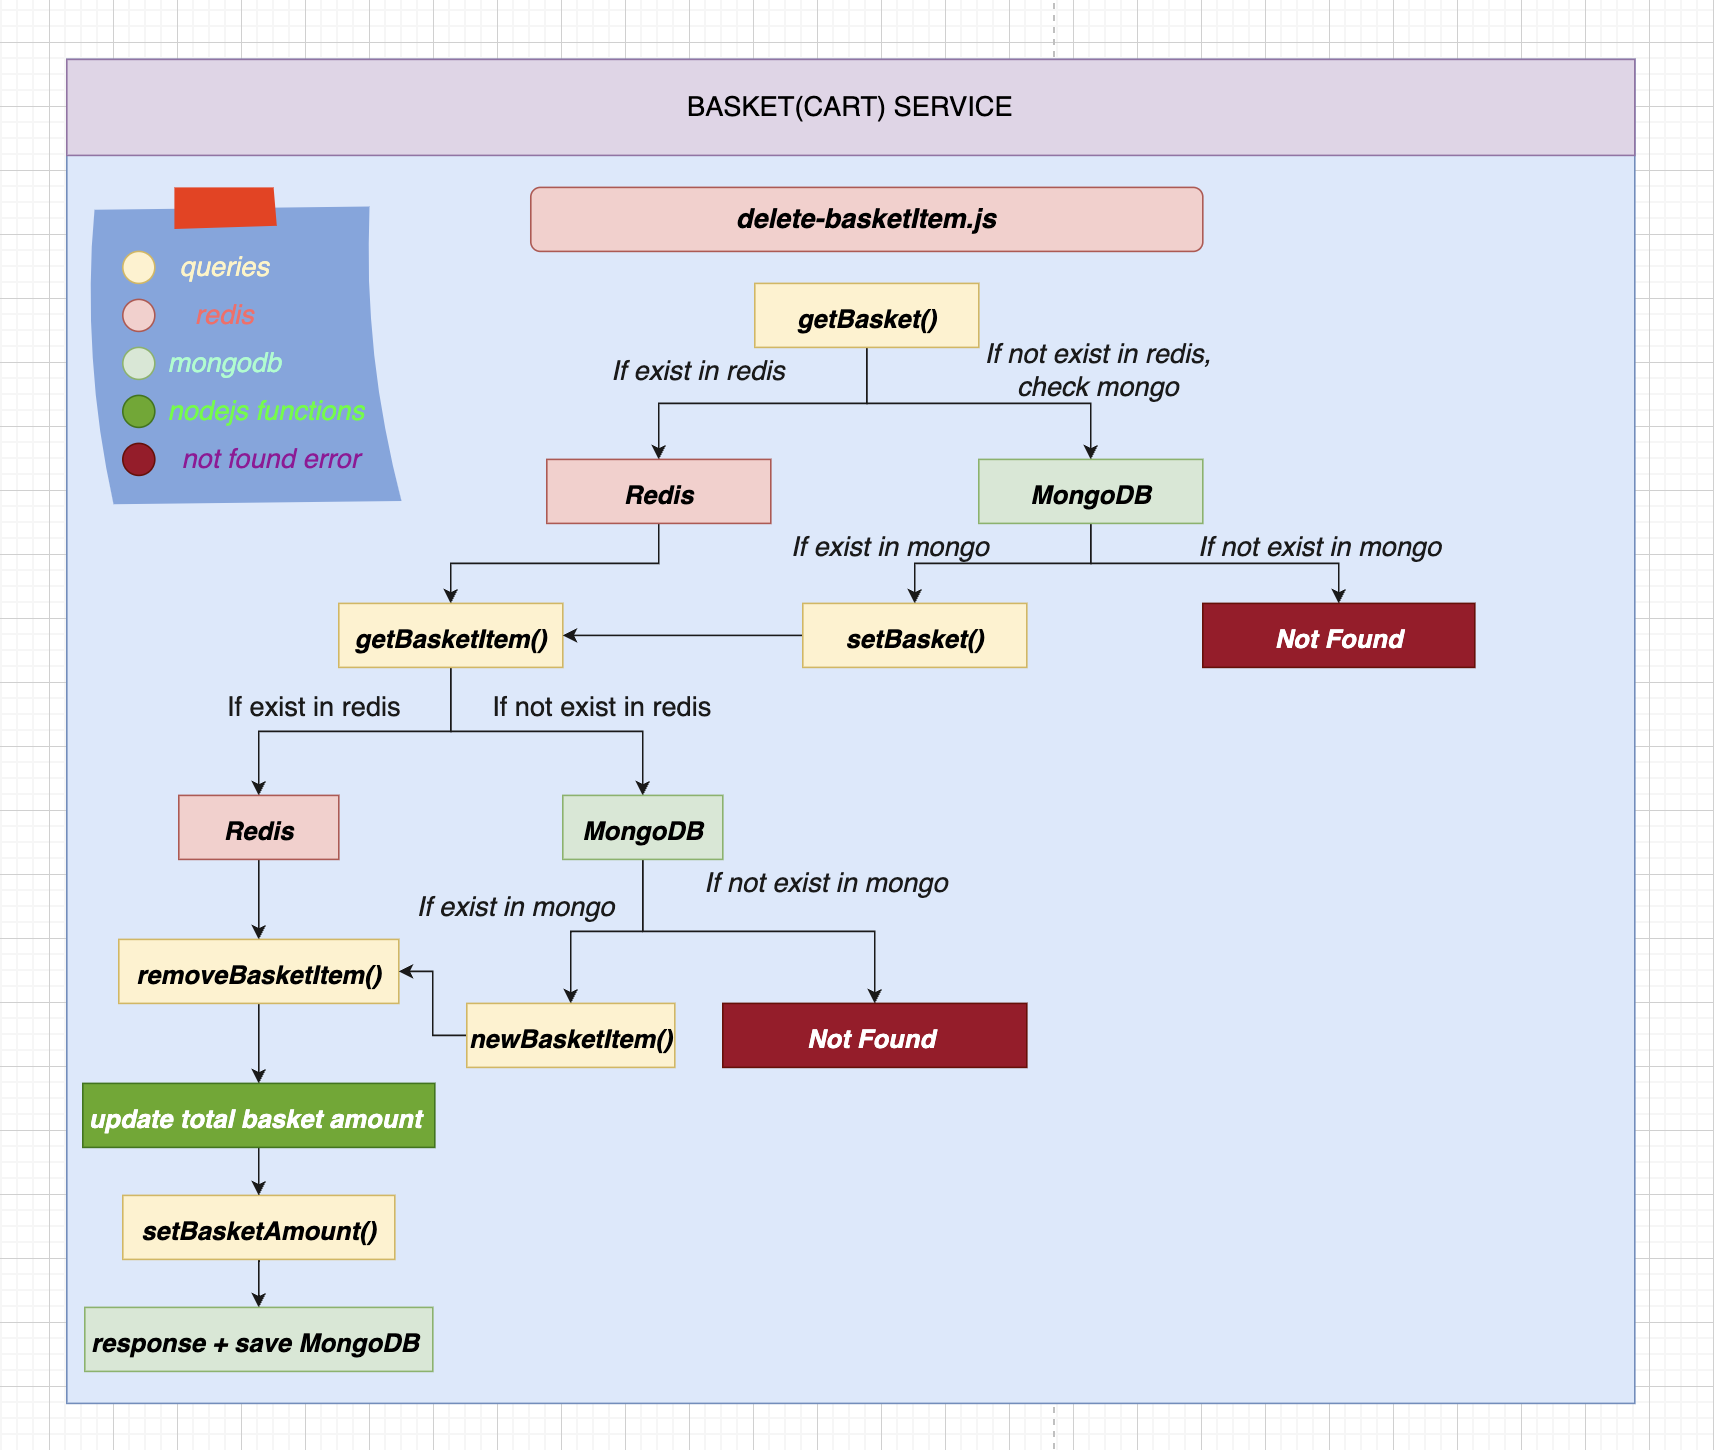 BASKET(CART) SERVICE
delete-basketItem.js
queries
redis
mongodb
nodejs functions
not found error
getBasket()
If exist in redis
If not exist in redis,
check mongo
Redis
MongoDB
If exist in mongo
If not exist in mongo
getBasketItem()
setBasket()
Not Found
If exist in redis
If not exist in redis
Redis
MongoDB
If exist in mongo
If not exist in mongo
removeBasketItem()
newBasketItem()
Not Found
update total basket amount
setBasketAmount()
response + save MongoDB